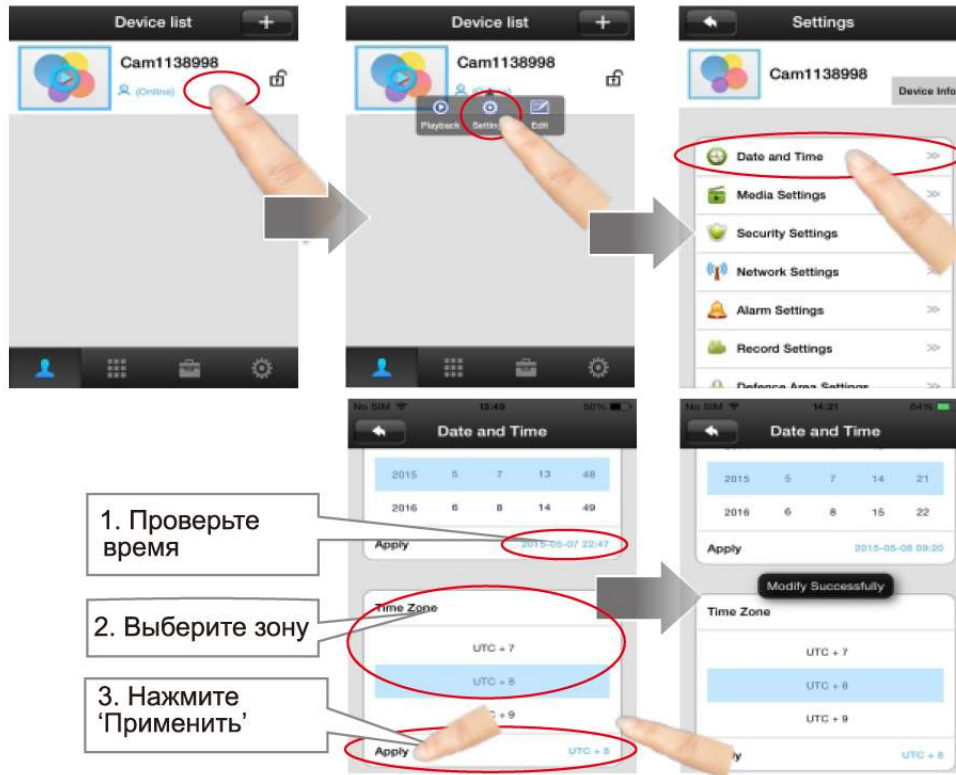 Device list
+
Cam1138998
(Online)
Device list
+
Cam1138998
Playback
Edit
Settings
Cam1138998
Device Info
Date and Time
Media Settings
Security Settings
Network Settings
Alarm Settings
Record Settings
Defence Area Settings
No SIM 13:49 50%
Date and Time
2015 5 7 13 48
2016 6 8 14 49
Apply 2015-05-07 22:47
Time Zone
UTC + 7
UTC + 8
+ 9
Apply UTC + 8
1. Проверьте
время
2. Выберите зону
3. Нажмите
‘Применить’
No SIM 14:21 64%
Date and Time
2015 5 7 14 21
2016 6 8 15 22
Apply 2015-05-08 09:20
Modify Successfully
Time Zone
UTC + 7
UTC + 8
UTC + 9
UTC + 8